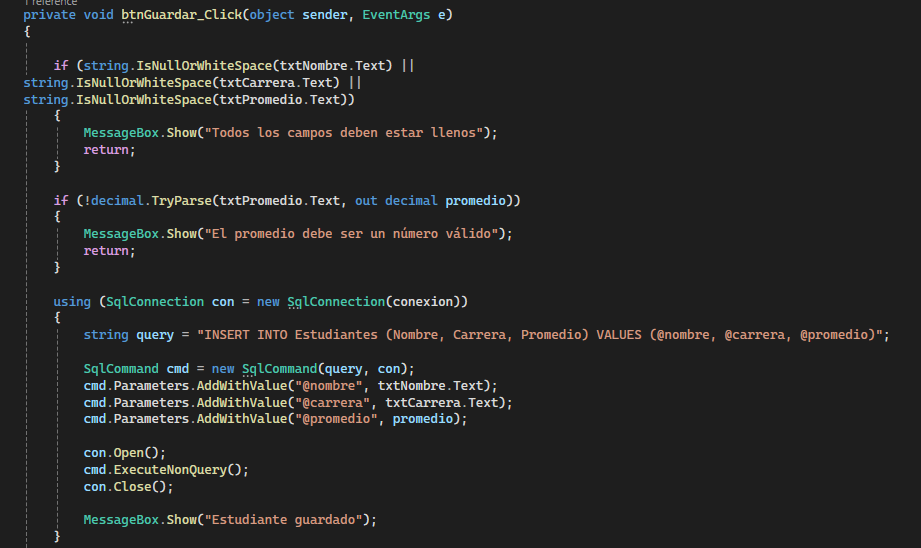 1 reference
private void btnGuardar_Click(object sender, EventArgs e)
{
if (string.IsNullOrWhiteSpace(txtNombre.Text) ||
string.IsNullOrWhiteSpace(txtCarrera.Text) ||
string.IsNullOrWhiteSpace(txtPromedio.Text))
{
MessageBox.Show("Todos los campos deben estar llenos");
return;
}
if (!decimal.TryParse(txtPromedio.Text, out decimal promedio))
{
MessageBox.Show("El promedio debe ser un número válido");
return;
}
using (SqlConnection con = new SqlConnection(conexion))
{
string query = "INSERT INTO Estudiantes (Nombre, Carrera, Promedio) VALUES (@nombre, @carrera, @promedio)";
SqlCommand cmd = new SqlCommand(query, con);
cmd.Parameters.AddWithValue("@nombre", txtNombre.Text);
cmd.Parameters.AddWithValue("@carrera", txtCarrera.Text);
cmd.Parameters.AddWithValue("@promedio", promedio);
con.Open();
cmd.ExecuteNonQuery();
con.Close();
MessageBox.Show("Estudiante guardado");
}